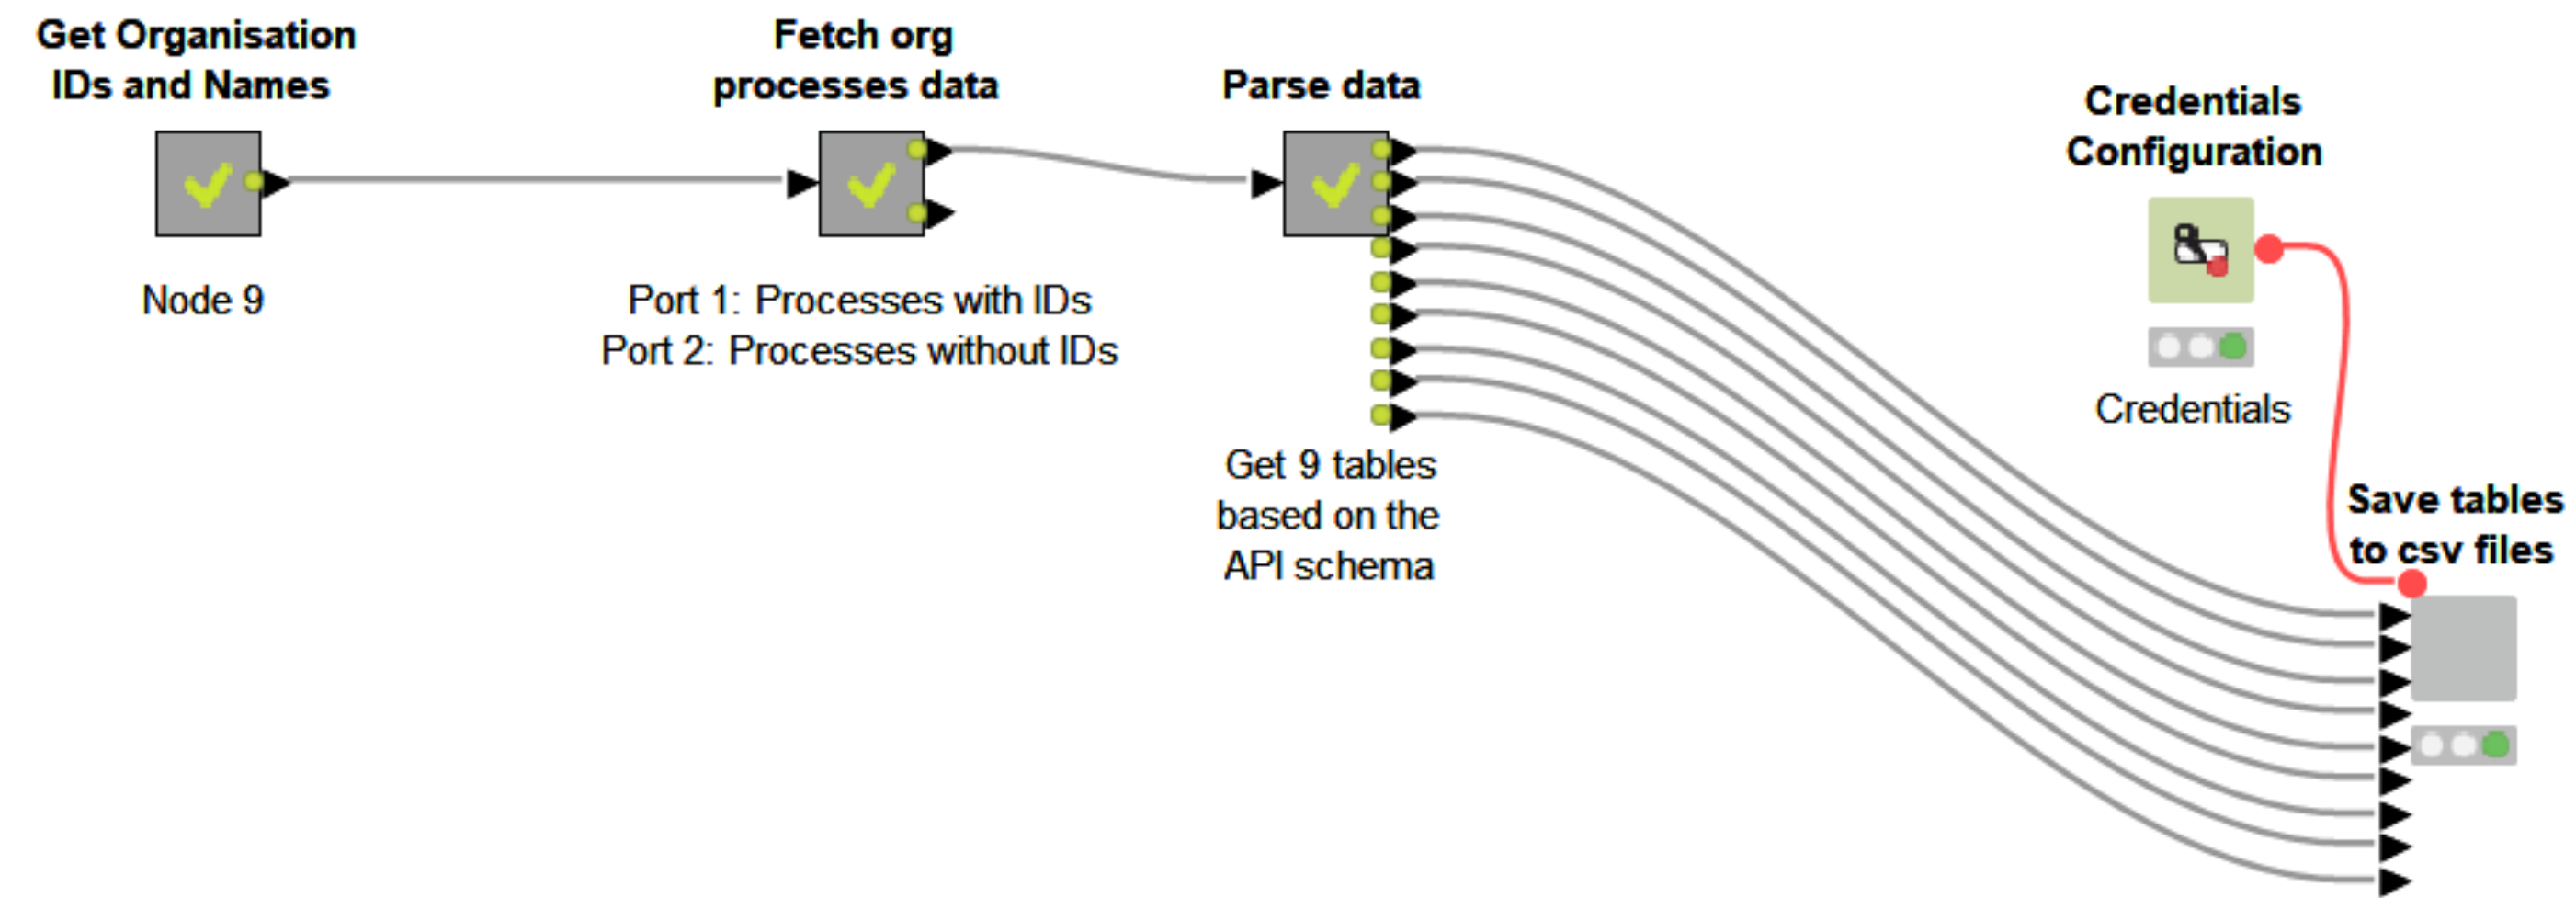 Get Organisation
IDs and Names
Node 9
Fetch org
processes data
Port 1: Processes with IDs
Port 2: Processes without IDs
Parse data
Get 9 tables
based on the
API schema
Credentials
Configuration
Credentials
Save tables
to csv files